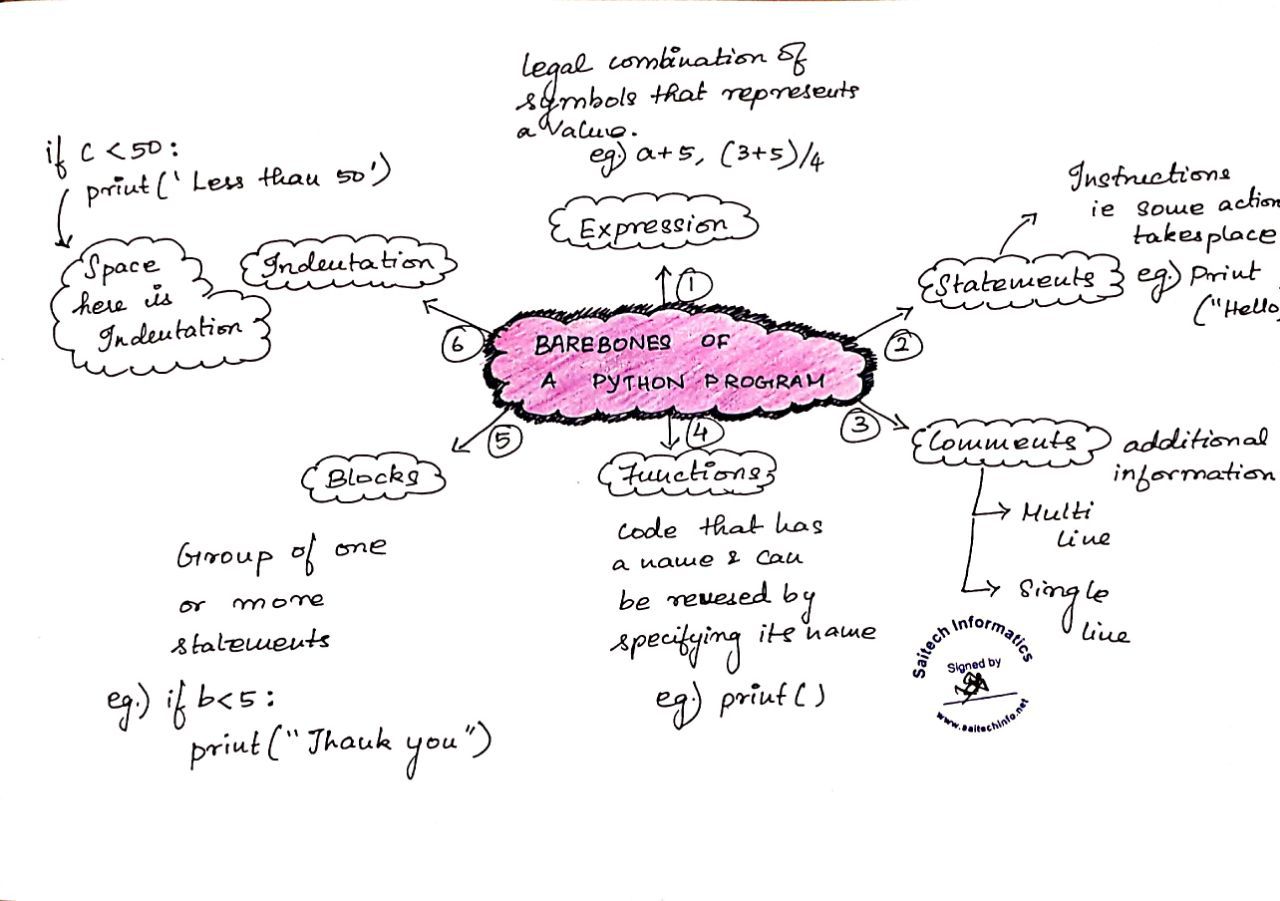 Legal combination of
symbols that represents
a value.
eg.) a+5, (3+5)/4
Expression
1
BAREBONES OF
A PYTHON PROGRAM
2
Statements
Instructions
ie some action
takesplace
eg.) Print
("Hello
3
Comments
additional
information
Multi
line
Single
line
4
Functions
code that has
a name & can
be reused by
specifying its name
eg.) print()
5
Blocks
Group of one
or more
statements
eg.) if b<5:
print("Thank you")
6
Indentation
if c <50:
print('Less than 50')
Space
here is
Indentation
Saitech Informatics
Signed by
www.saitechinfo.net